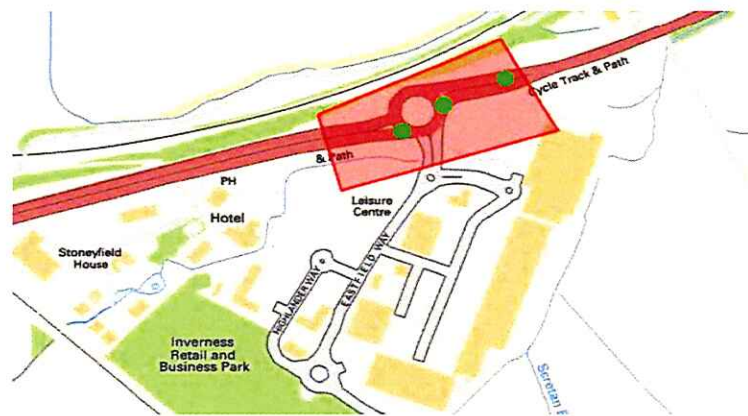 Cycle Track & Path
& Path
PH
Hotel
Leisure
Centre
Stoneyfield
House
HIGHLANDER WAY
EASTFIELD WAY
Inverness
Retail and
Business Park
Scretan